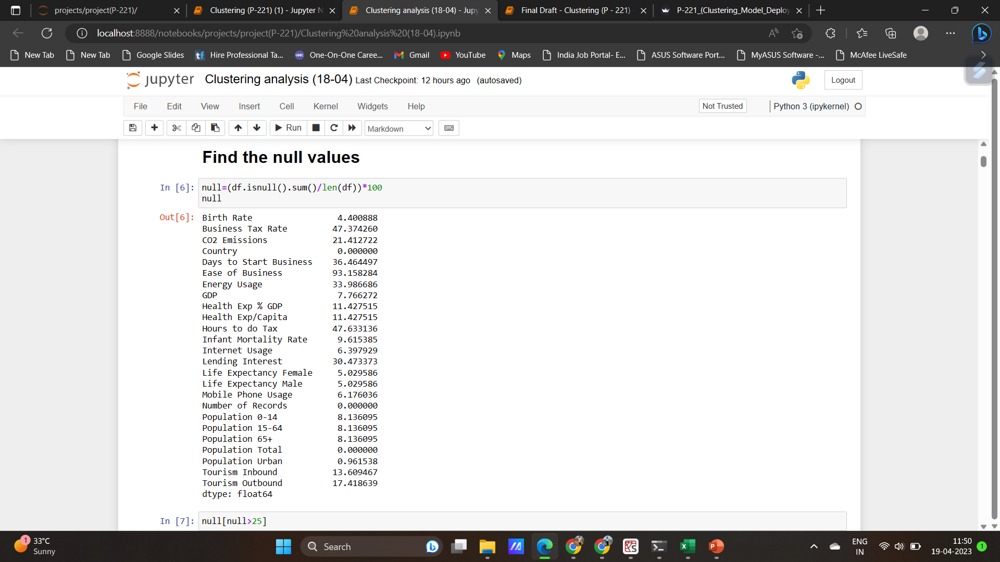 projects/project(P-221)/
Clustering (P-221) (1) - Jupyter N
Clustering analysis (18-04) - Jupy
Final Draft - Clustering (P - 221) -
P-221_(Clustering_Model_Deploy
localhost:8888/notebooks/projects/project(P-221)/Clustering%20analysis%20(18-04).ipynb
New Tab
New Tab
Google Slides
Hire Professional Ta...
One-On-One Caree...
Gmail
YouTube
Maps
India Job Portal- E...
ASUS Software Port...
MyASUS Software -...
McAfee LiveSafe
jupyter Clustering analysis (18-04) Last Checkpoint: 12 hours ago (autosaved)
Logout
File Edit View Insert Cell Kernel Widgets Help
Not Trusted
Python 3 (ipykernel)
Run
Markdown
Find the null values
In [6]: null=(df.isnull().sum()/len(df))*100
null
Out[6]: Birth Rate 4.400888
Business Tax Rate 47.374260
CO2 Emissions 21.412722
Country 0.000000
Days to Start Business 36.464497
Ease of Business 93.158284
Energy Usage 33.986686
GDP 7.766272
Health Exp % GDP 11.427515
Health Exp/Capita 11.427515
Hours to do Tax 47.633136
Infant Mortality Rate 9.615385
Internet Usage 6.397929
Lending Interest 30.473373
Life Expectancy Female 5.029586
Life Expectancy Male 5.029586
Mobile Phone Usage 6.176036
Number of Records 0.000000
Population 0-14 8.136095
Population 15-64 8.136095
Population 65+ 8.136095
Population Total 0.000000
Population Urban 0.961538
Tourism Inbound 13.609467
Tourism Outbound 17.418639
dtype: float64
In [7]: null[null>25]
1
33°C
Sunny
Search
ENG
IN
11:50
19-04-2023
1